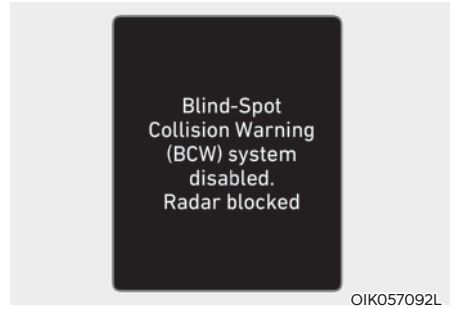 Blind-Spot
Collision Warning
(BCW) system
disabled.
Radar blocked
OIK057092L